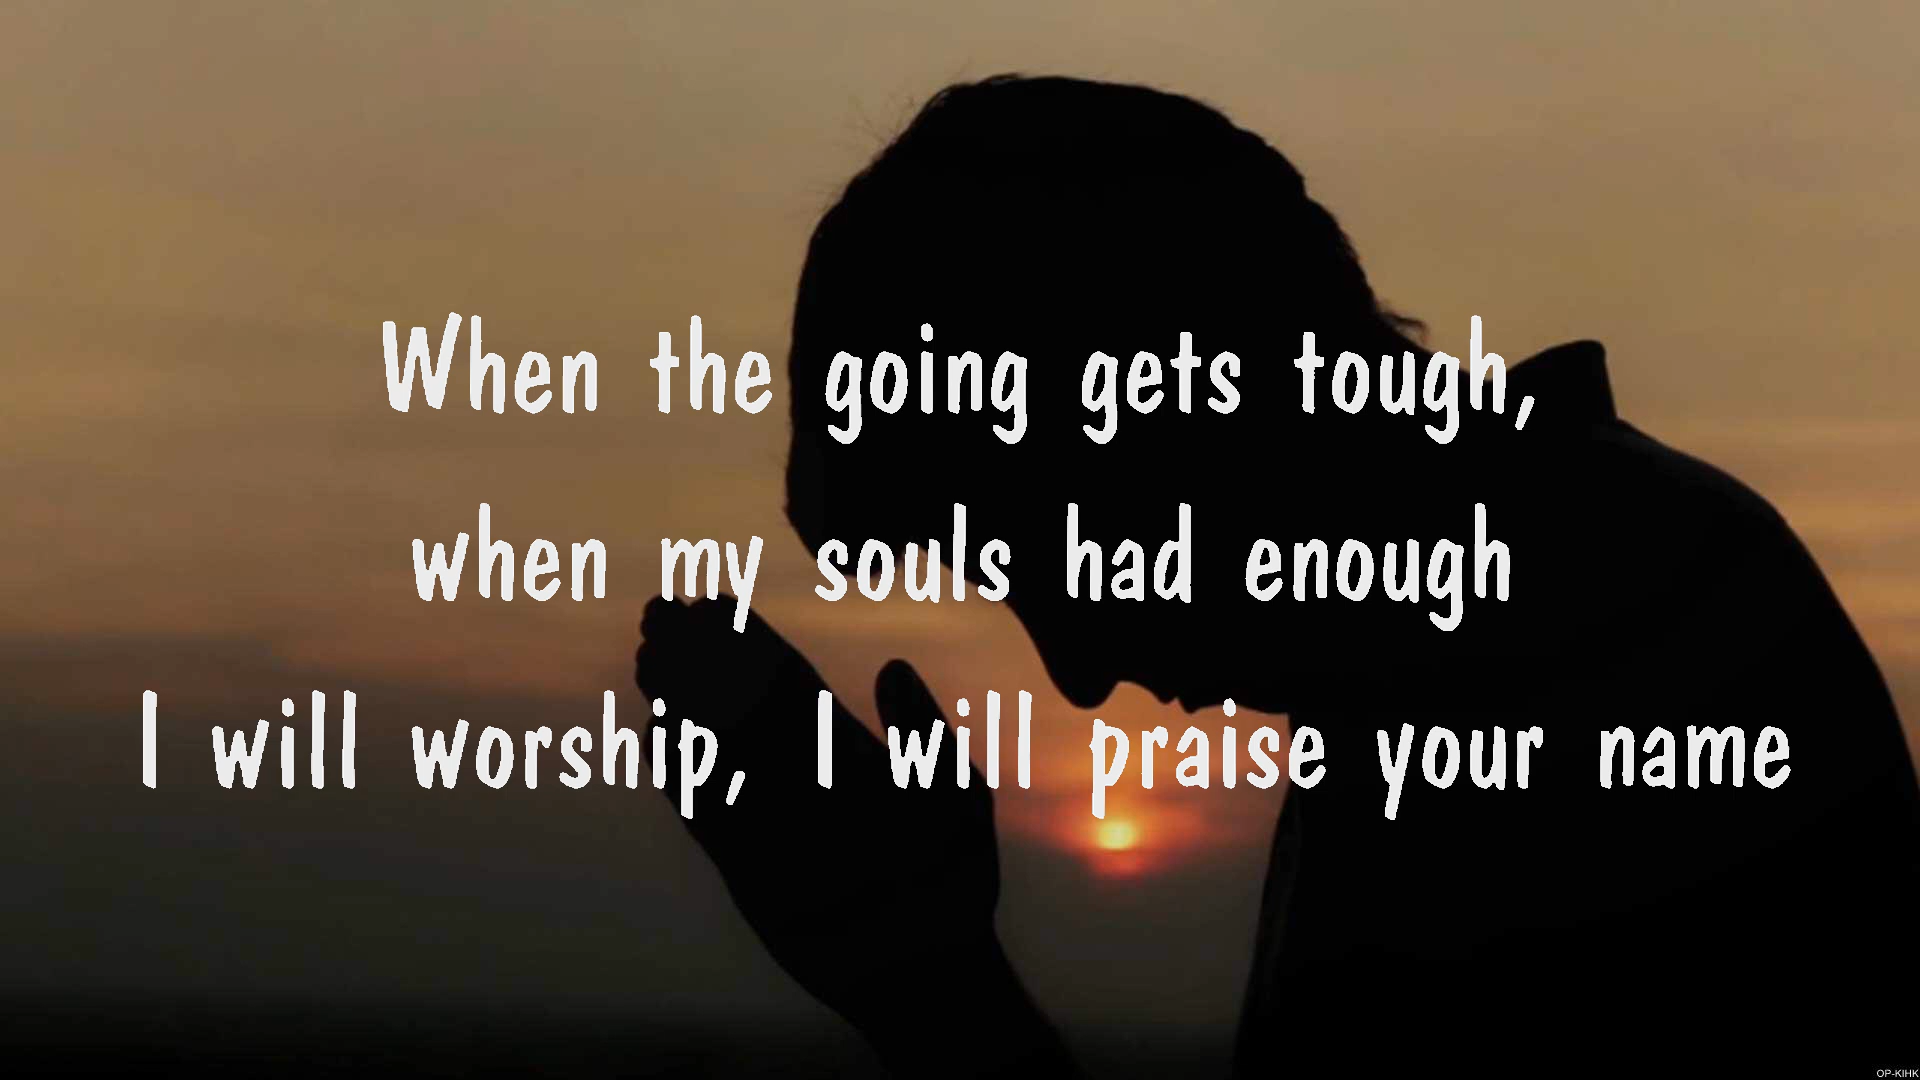 When the going gets tough,
when my souls had enough
I will worship, I will praise your name
OP-KIHK